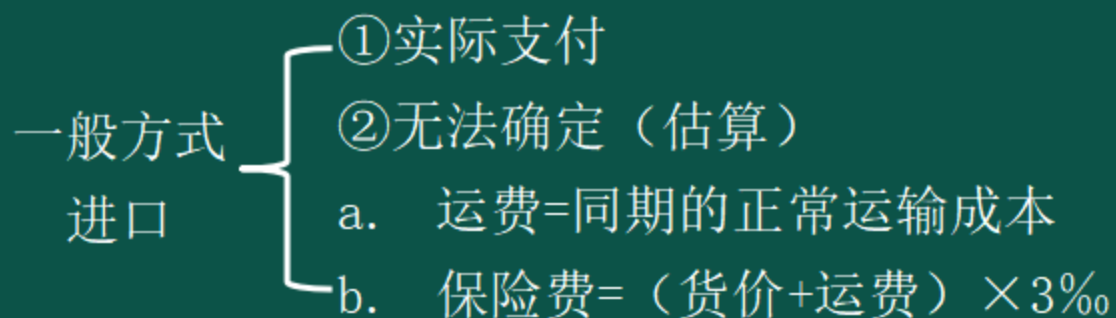 一般方式
进口
①实际支付
②无法确定（估算）
a. 运费=同期的正常运输成本
b. 保险费=（货价+运费）×3‰